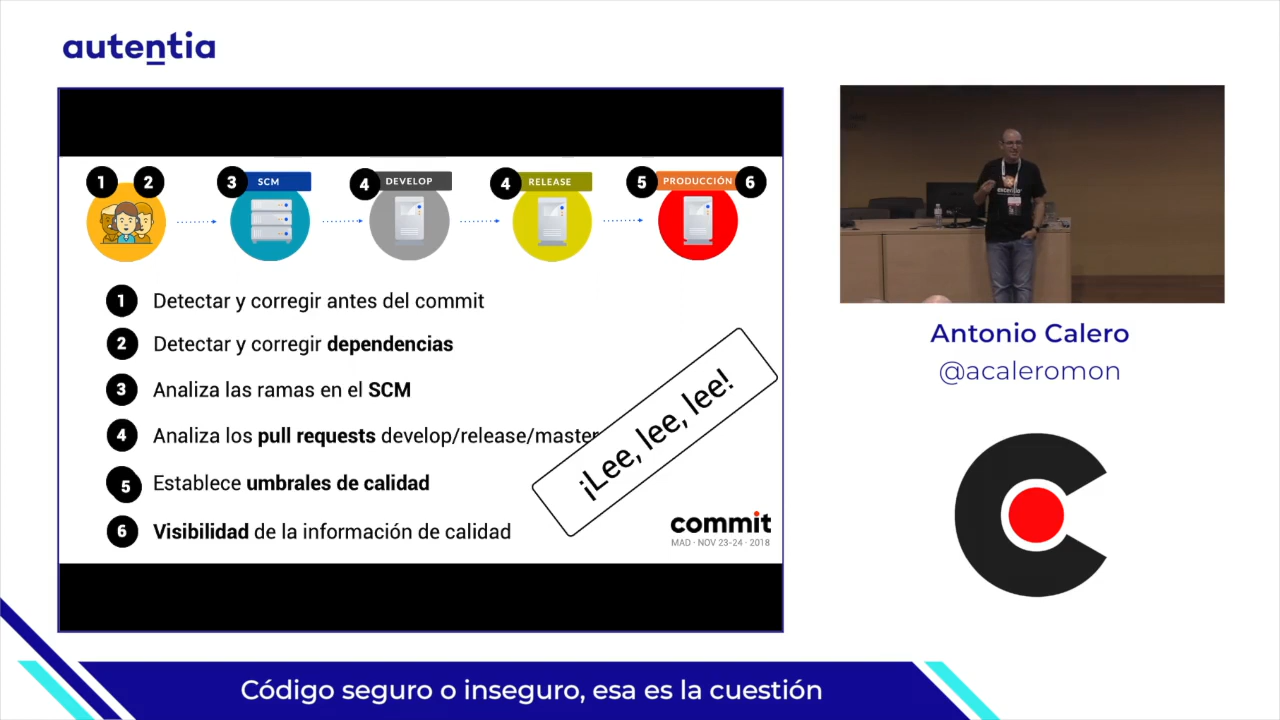 autentia
1 2 3 SCM 4 DEVELOP 4 RELEASE 5 PRODUCCIÓN 6
1 Detectar y corregir antes del commit
2 Detectar y corregir dependencias
3 Analiza las ramas en el SCM
4 Analiza los pull requests develop/release/master
5 Establece umbrales de calidad
6 Visibilidad de la información de calidad
¡Lee, lee, lee!
commit
MAD · NOV 23-24 · 2018
Antonio Calero
@acaleromon
Código seguro o inseguro, esa es la cuestión